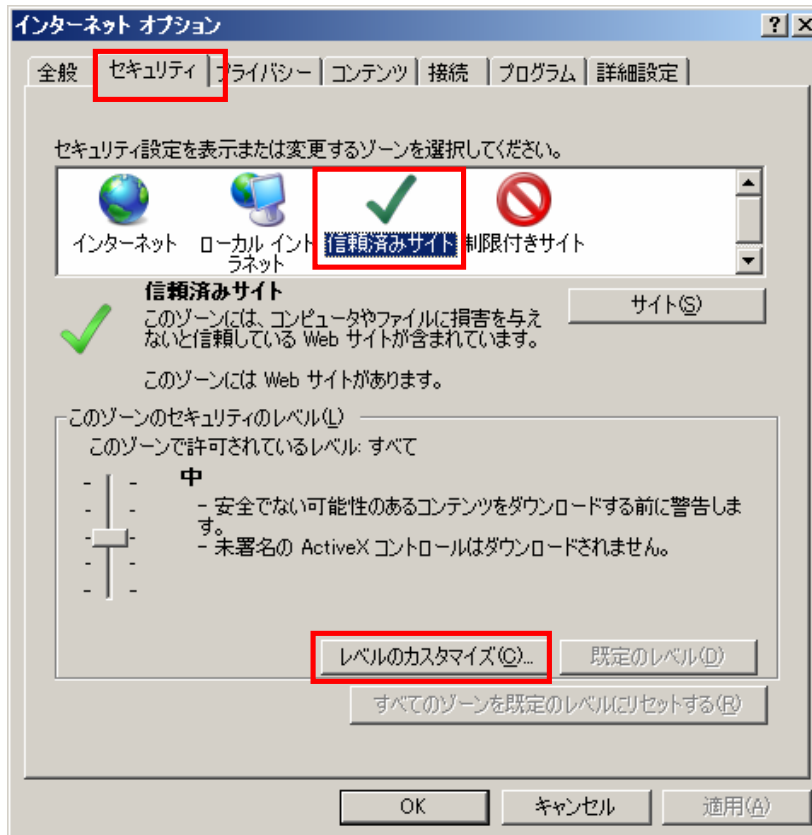 インターネット オプション
全般 セキュリティ プライバシー コンテンツ 接続 プログラム 詳細設定
セキュリティ設定を表示または変更するゾーンを選択してください。
インターネット
ローカル イント
ラネット
信頼済みサイト
制限付きサイト
信頼済みサイト
このゾーンには、コンピュータやファイルに損害を与え
ないと信頼している Web サイトが含まれています。
このゾーンには Web サイトがあります。
サイト(S)
このゾーンのセキュリティのレベル(L)
このゾーンで許可されているレベル: すべて
中
- 安全でない可能性のあるコンテンツをダウンロードする前に警告しま
す。
- 未署名の ActiveX コントロールはダウンロードされません。
レベルのカスタマイズ(C)... 既定のレベル(D)
すべてのゾーンを既定のレベルにリセットする(R)
OK キャンセル 適用(A)